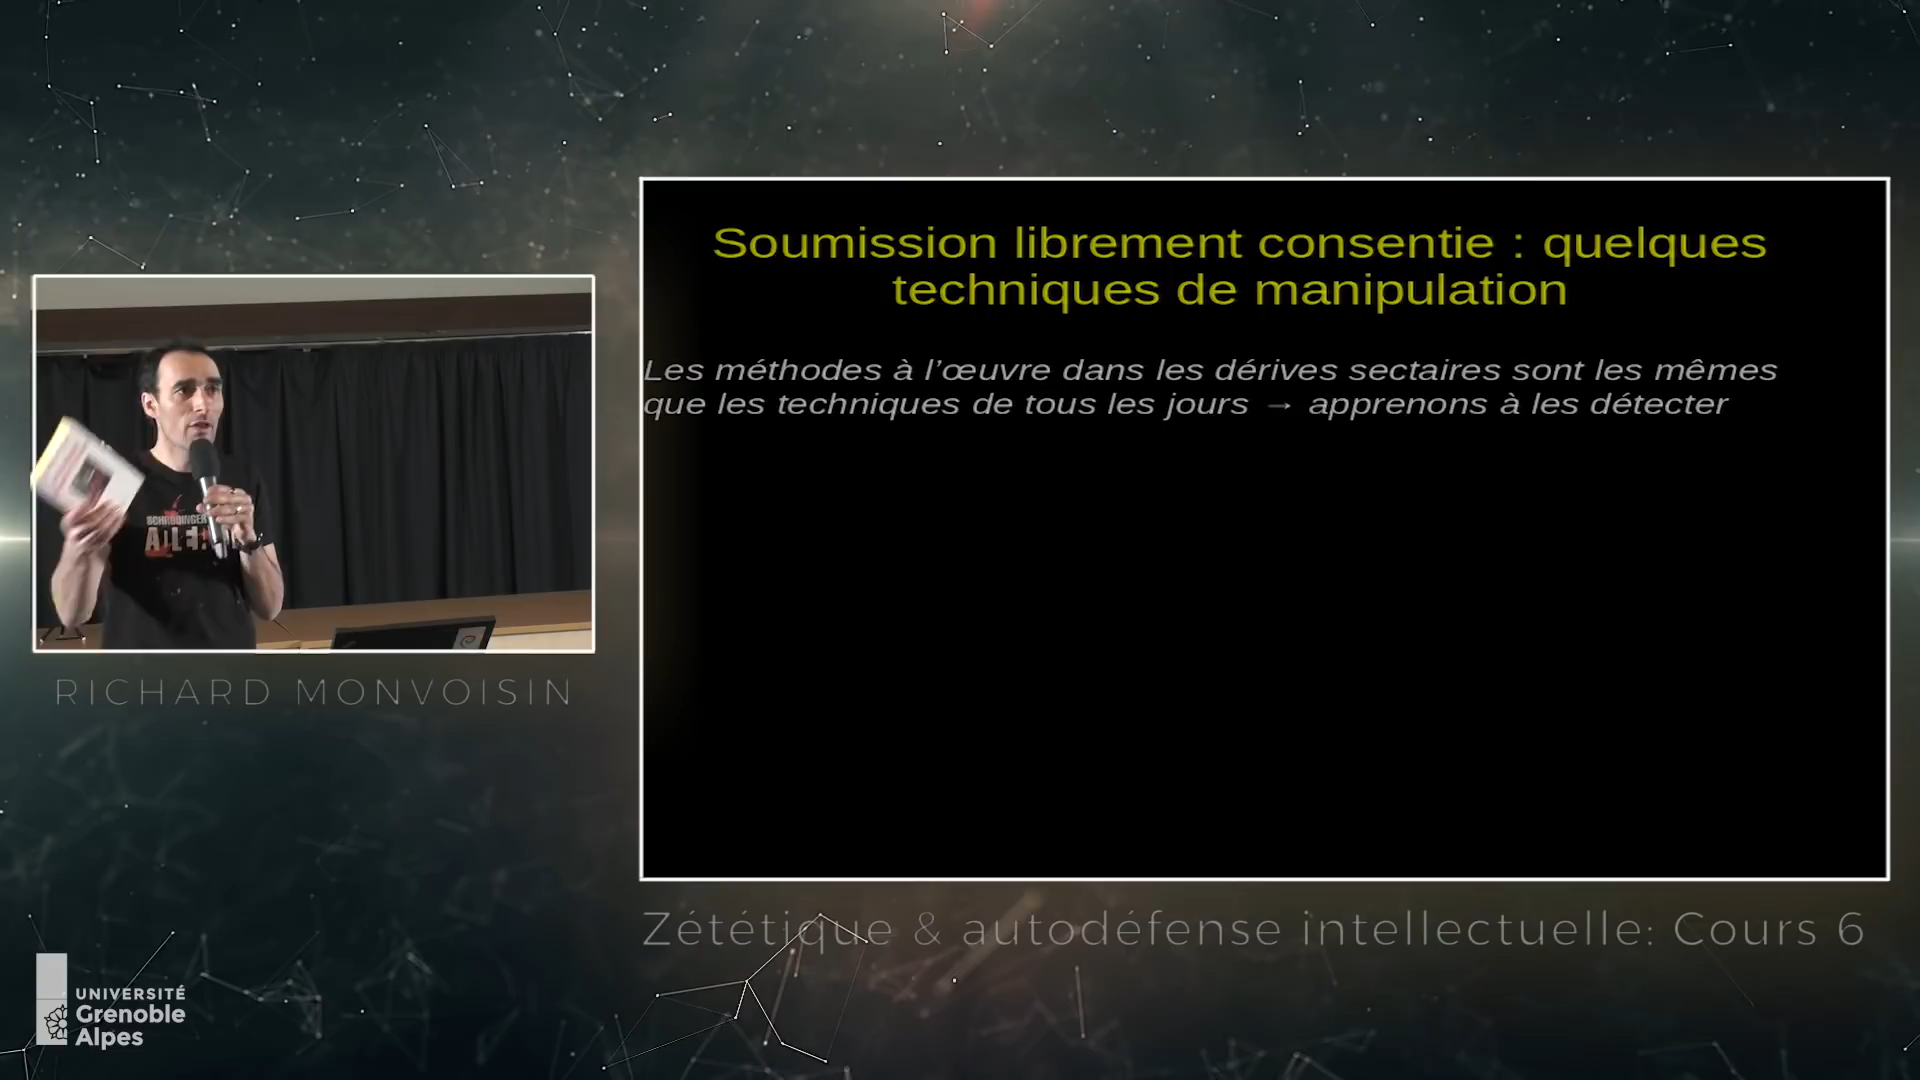 Soumission librement consentie : quelques
techniques de manipulation
Les méthodes à l’œuvre dans les dérives sectaires sont les mêmes
que les techniques de tous les jours → apprenons à les détecter
SCHRÖDINGER
RICHARD MONVOISIN
Zététique & autodéfense intellectuelle: Cours 6
UNIVERSITÉ
Grenoble
Alpes